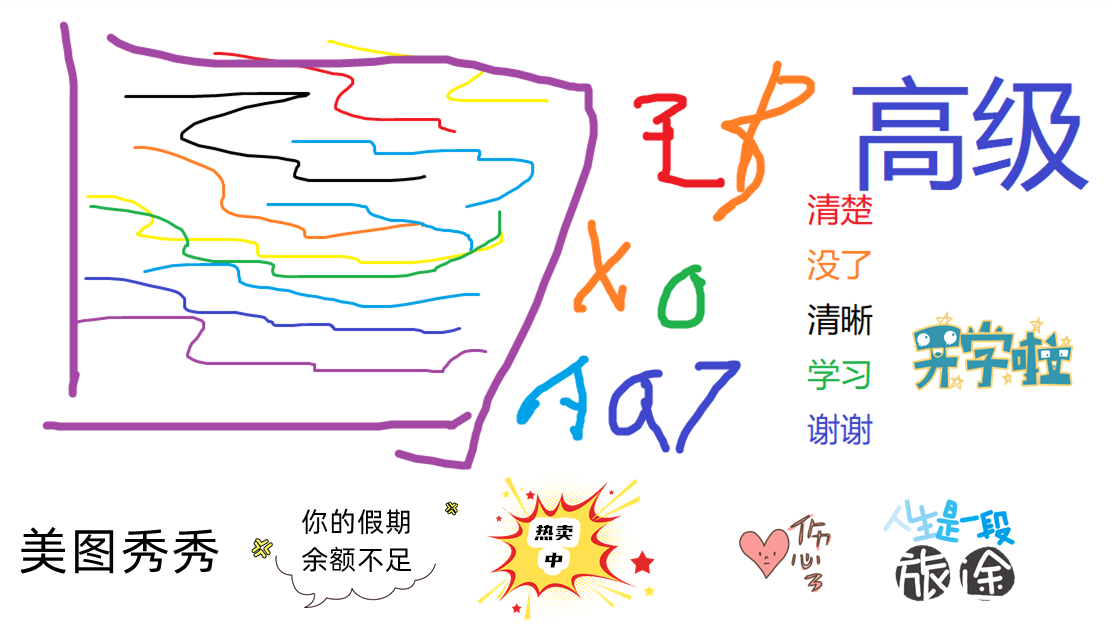 高级
清楚
没了
清晰
学习
谢谢
X
O
A
Q
7
开学啦
美图秀秀
你的假期
余额不足
热卖
中
伤
心
了
人生是一段
旅途